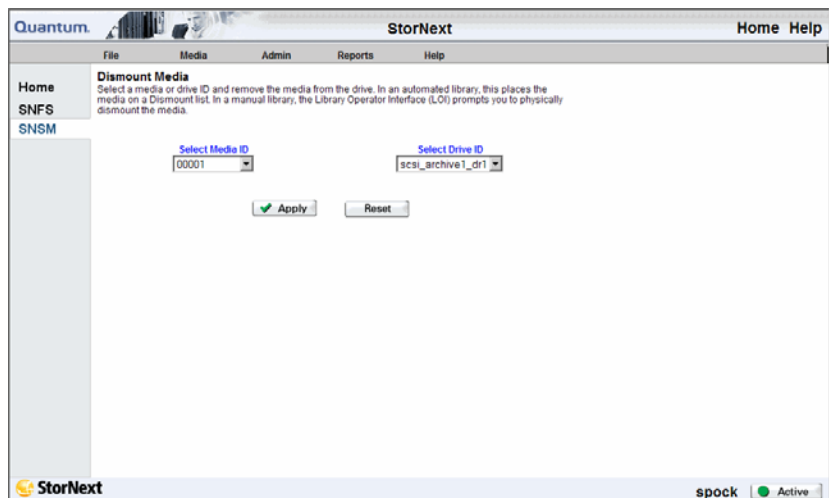 Quantum.
StorNext
Home Help
File Media Admin Reports Help
Home
SNFS
SNSM
Dismount Media
Select a media or drive ID and remove the media from the drive. In an automated library, this places the
media on a Dismount list. In a manual library, the Library Operator Interface (LOI) prompts you to physically
dismount the media.
Select Media ID Select Drive ID
00001 scsi_archive1_dr1
Apply Reset
StorNext
spock Active